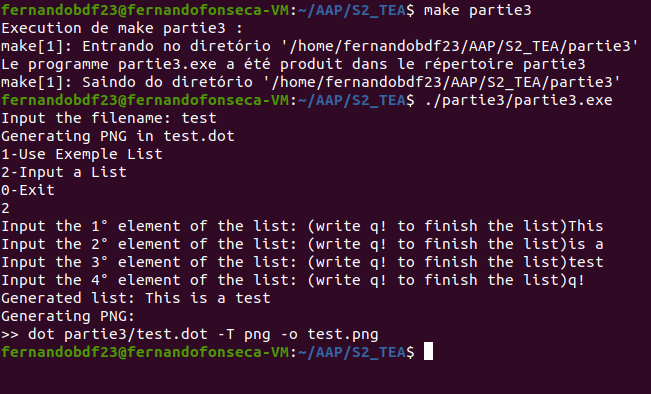 fernandobdf23@fernandofonseca-VM:~/AAP/S2_TEA$ make partie3
Execution de make partie3 :
make[1]: Entrando no diretório '/home/fernandobdf23/AAP/S2_TEA/partie3'
Le programme partie3.exe a été produit dans le répertoire partie3
make[1]: Saindo do diretório '/home/fernandobdf23/AAP/S2_TEA/partie3'
fernandobdf23@fernandofonseca-VM:~/AAP/S2_TEA$ ./partie3/partie3.exe
Input the filename: test
Generating PNG in test.dot
1-Use Exemple List
2-Input a List
0-Exit
2
Input the 1° element of the list: (write q! to finish the list)This
Input the 2° element of the list: (write q! to finish the list)is a
Input the 3° element of the list: (write q! to finish the list)test
Input the 4° element of the list: (write q! to finish the list)q!
Generated list: This is a test
Generating PNG:
>> dot partie3/test.dot -T png -o test.png
fernandobdf23@fernandofonseca-VM:~/AAP/S2_TEA$